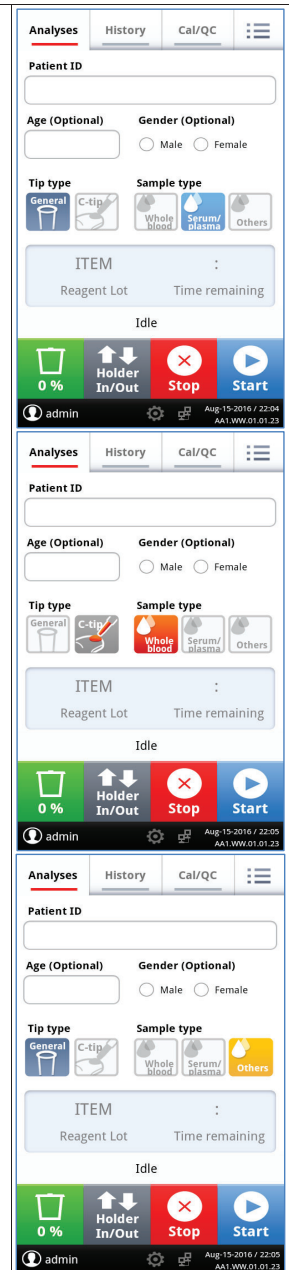 Analyses History Cal/QC
Patient ID
Age (Optional) Gender (Optional)
Male Female
Tip type Sample type
General C-tip Whole blood Serum/plasma Others
ITEM :
Reagent Lot Time remaining
Idle
0 % Holder In/Out Stop Start
admin Aug-15-2016 / 22:04
AA1.WW.01.01.23
Analyses History Cal/QC
Patient ID
Age (Optional) Gender (Optional)
Male Female
Tip type Sample type
General C-tip Whole blood Serum/plasma Others
ITEM :
Reagent Lot Time remaining
Idle
0 % Holder In/Out Stop Start
admin Aug-15-2016 / 22:05
AA1.WW.01.01.23
Analyses History Cal/QC
Patient ID
Age (Optional) Gender (Optional)
Male Female
Tip type Sample type
General C-tip Whole blood Serum/plasma Others
ITEM :
Reagent Lot Time remaining
Idle
0 % Holder In/Out Stop Start
admin Aug-15-2016 / 22:05
AA1.WW.01.01.23